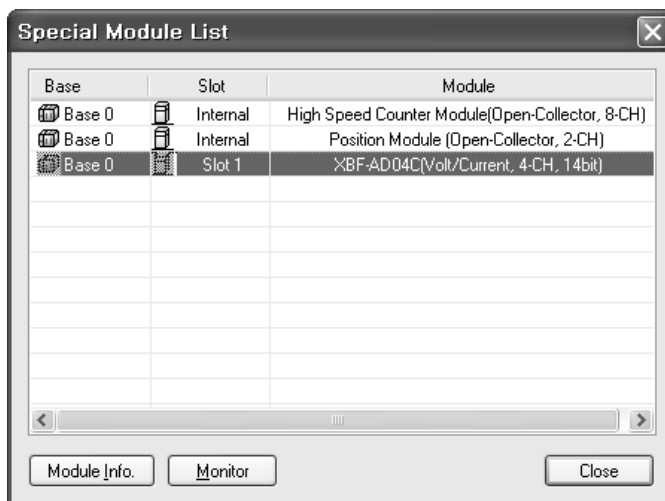 Special Module List
Base Slot Module
Base 0 Internal High Speed Counter Module(Open-Collector, 8-CH)
Base 0 Internal Position Module (Open-Collector, 2-CH)
Base 0 Slot 1 XBF-AD04C(Volt/Current, 4-CH, 14bit)
Module Info. Monitor Close